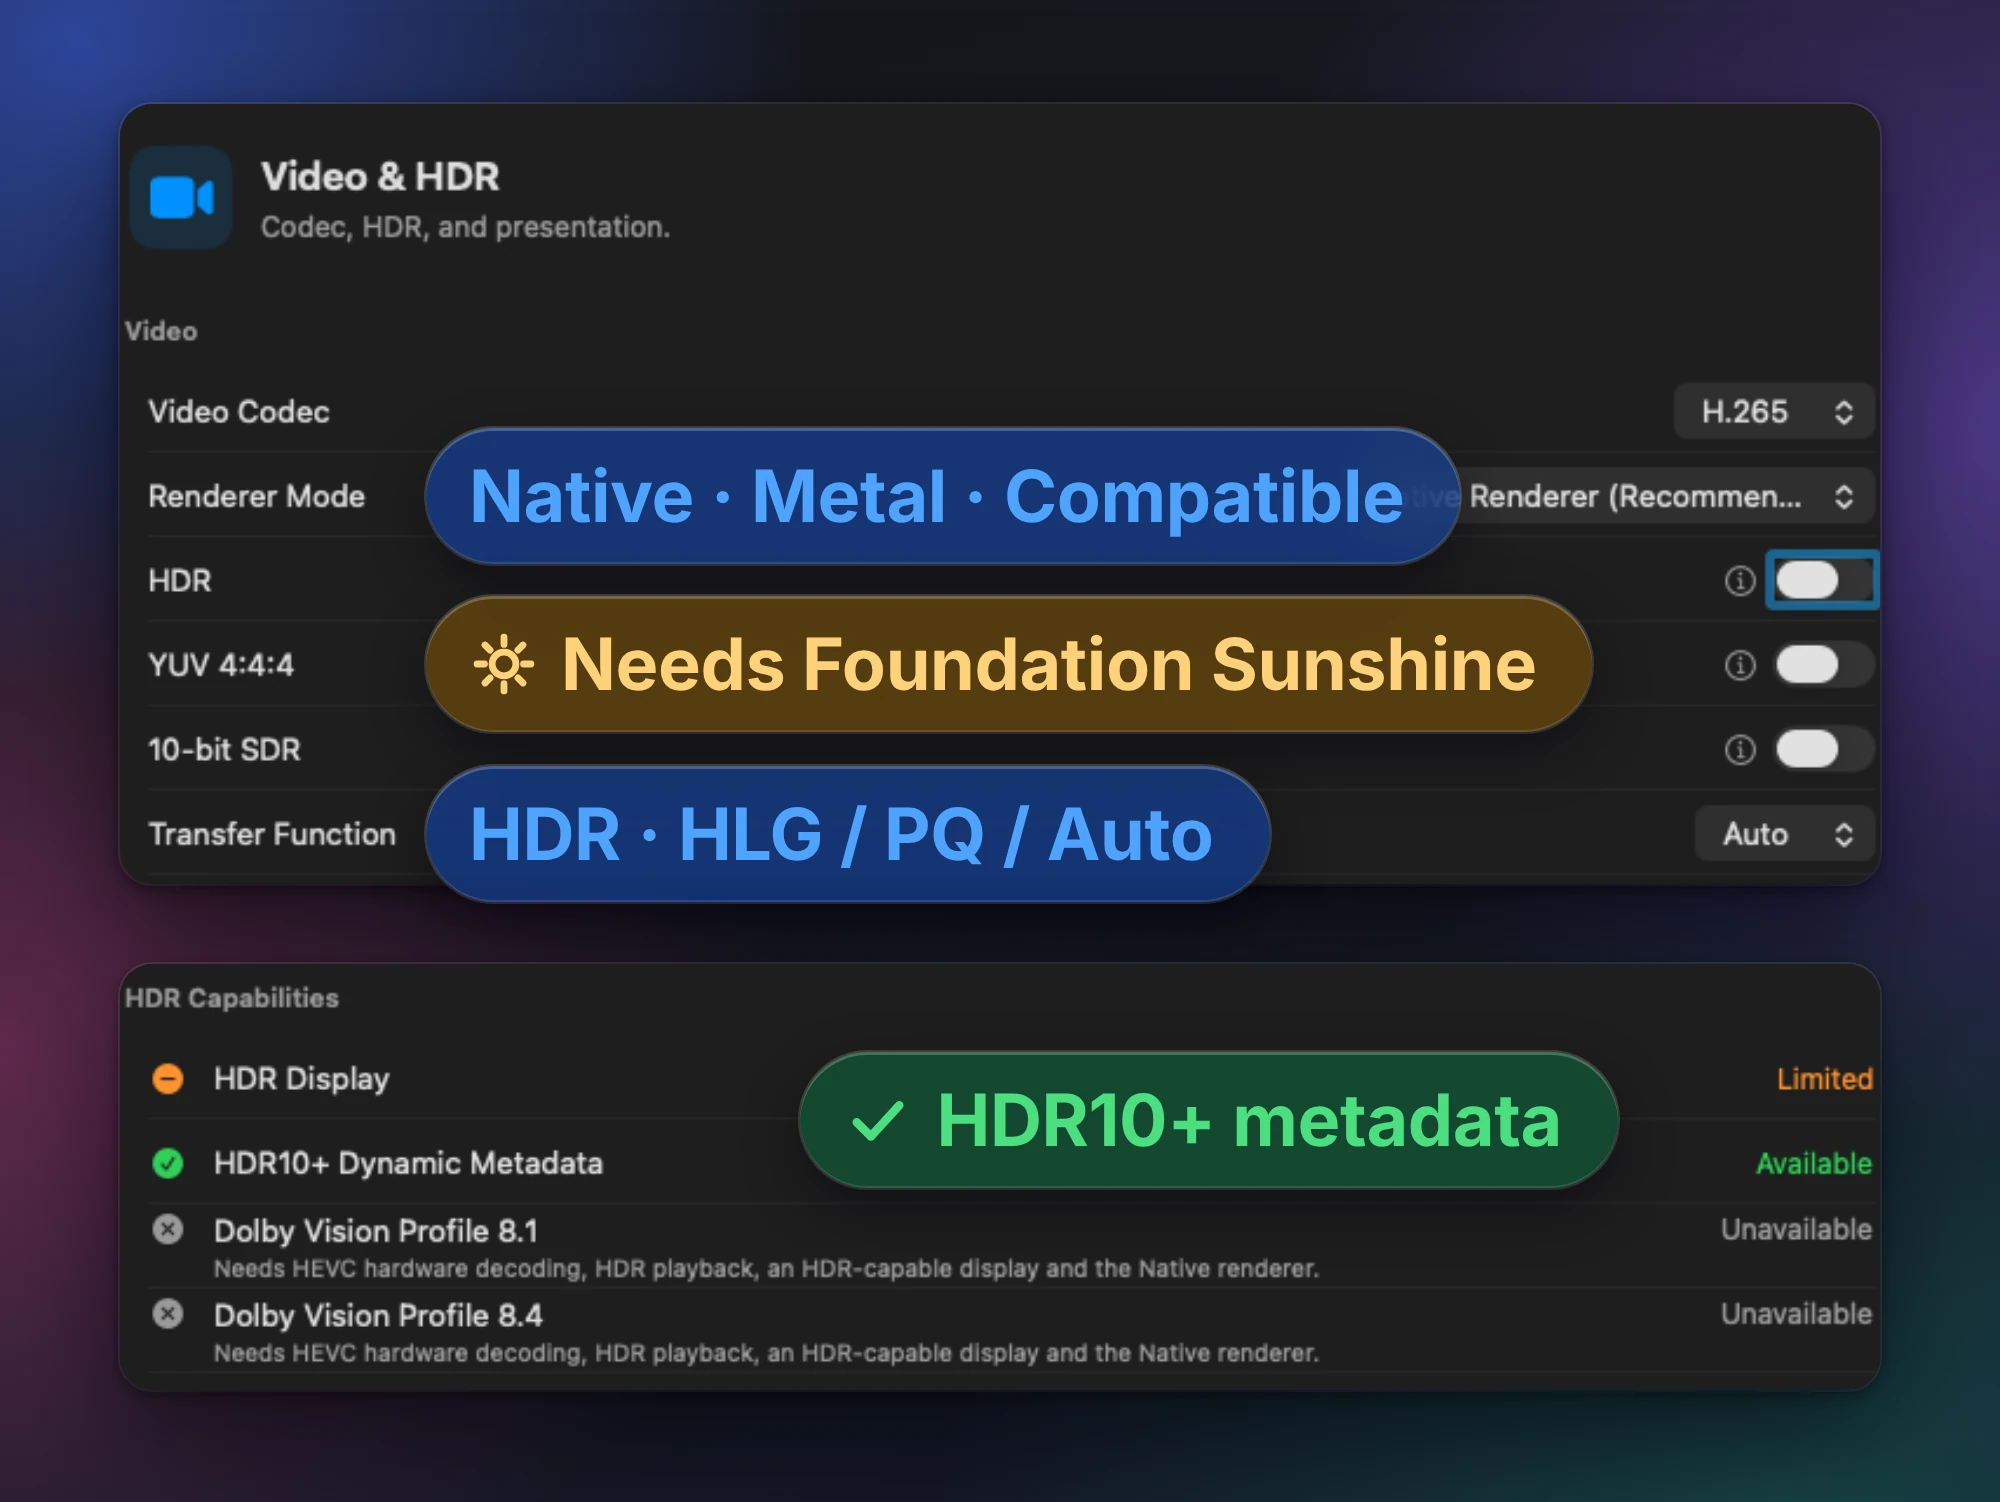 Video & HDR
Codec, HDR, and presentation.
Video
Video Codec
H.265
Renderer Mode
Native · Metal · Compatible
Renderer (Recommen...
HDR
YUV 4:4:4
Needs Foundation Sunshine
10-bit SDR
Transfer Function
HDR · HLG / PQ / Auto
Auto
HDR Capabilities
HDR Display
Limited
HDR10+ metadata
HDR10+ Dynamic Metadata
Available
Dolby Vision Profile 8.1
Unavailable
Needs HEVC hardware decoding, HDR playback, an HDR-capable display and the Native renderer.
Dolby Vision Profile 8.4
Unavailable
Needs HEVC hardware decoding, HDR playback, an HDR-capable display and the Native renderer.